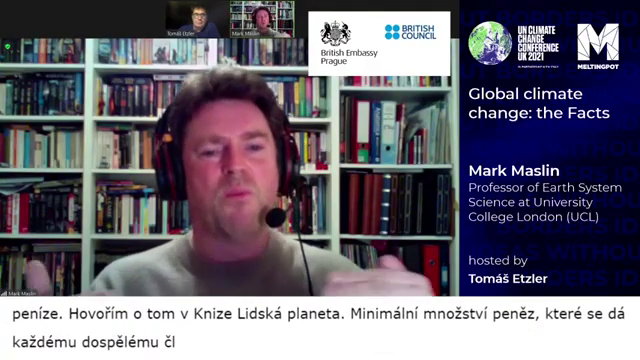 Tomáš Etzler
Mark Maslin
British Embassy
Prague
BRITISH
COUNCIL
UN CLIMATE
CHANGE
CONFERENCE
UK 2021
IN PARTNERSHIP WITH ITALY
MELTINGPOT
Global climate
change: the Facts
Mark Maslin
Professor of Earth System
Science at University
College London (UCL)
hosted by
Tomáš Etzler
Mark Maslin
peníze. Hovořím o tom v Knize Lidská planeta. Minimální množství peněz, které se dá
každému dospělému čl